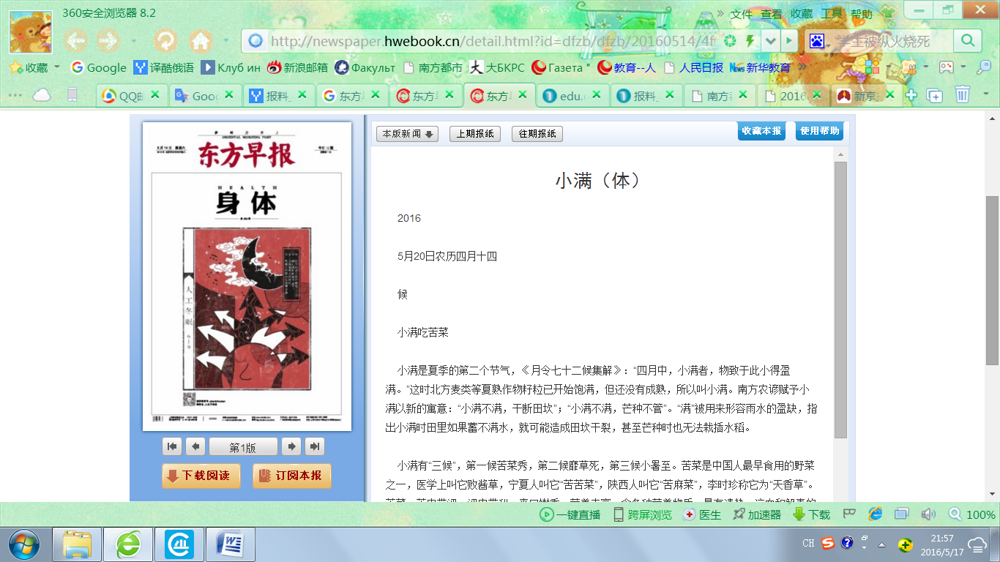 360安全浏览器 8.2
文件 查看 收藏 工具 帮助
http://newspaper.hwebook.cn/detail.html?id=dfzb/dfzb/20160514/4f
学生被纵火烧死
收藏 Google 译酷俄语 Клуб ин 新浪邮箱 Факульт 南方都市 大БКРС Газета " 教育--人 人民日报 新华教育
QQ邮 Goo 报料_ 东方早 东方早 东方早 edu.c 报料_ 南方都 2016 新京报
本版新闻 上期报纸 往期报纸 收藏本报 使用帮助
ORIENTAL MORNING POST
东方早报
HEALTH
身体
人工冬眠
小满（体）
2016
5月20日农历四月十四
候
小满吃苦菜
小满是夏季的第二个节气，《月令七十二候集解》：“四月中，小满者，物致于此小得盈
满。”这时北方麦类等夏熟作物籽粒已开始饱满，但还没有成熟，所以叫小满。南方农谚赋予小
满以新的寓意：“小满不满，干断田坎”；“小满不满，芒种不管”。“满”被用来形容雨水的盈缺，指
出小满时田里如果蓄不满水，就可能造成田坎干裂，甚至芒种时也无法栽插水稻。
小满有“三候”，第一候苦菜秀，第二候靡草死，第三候小暑至。苦菜是中国人最早食用的野菜
之一，医学上叫它败酱草，宁夏人叫它“苦苦菜”，陕西人叫它“苦麻菜”，李时珍称它为“天香草”。
第1版
下载阅读 订阅本报
一键直播 跨屏浏览 医生 加速器 下载 100%
CH 21:57
2016/5/17